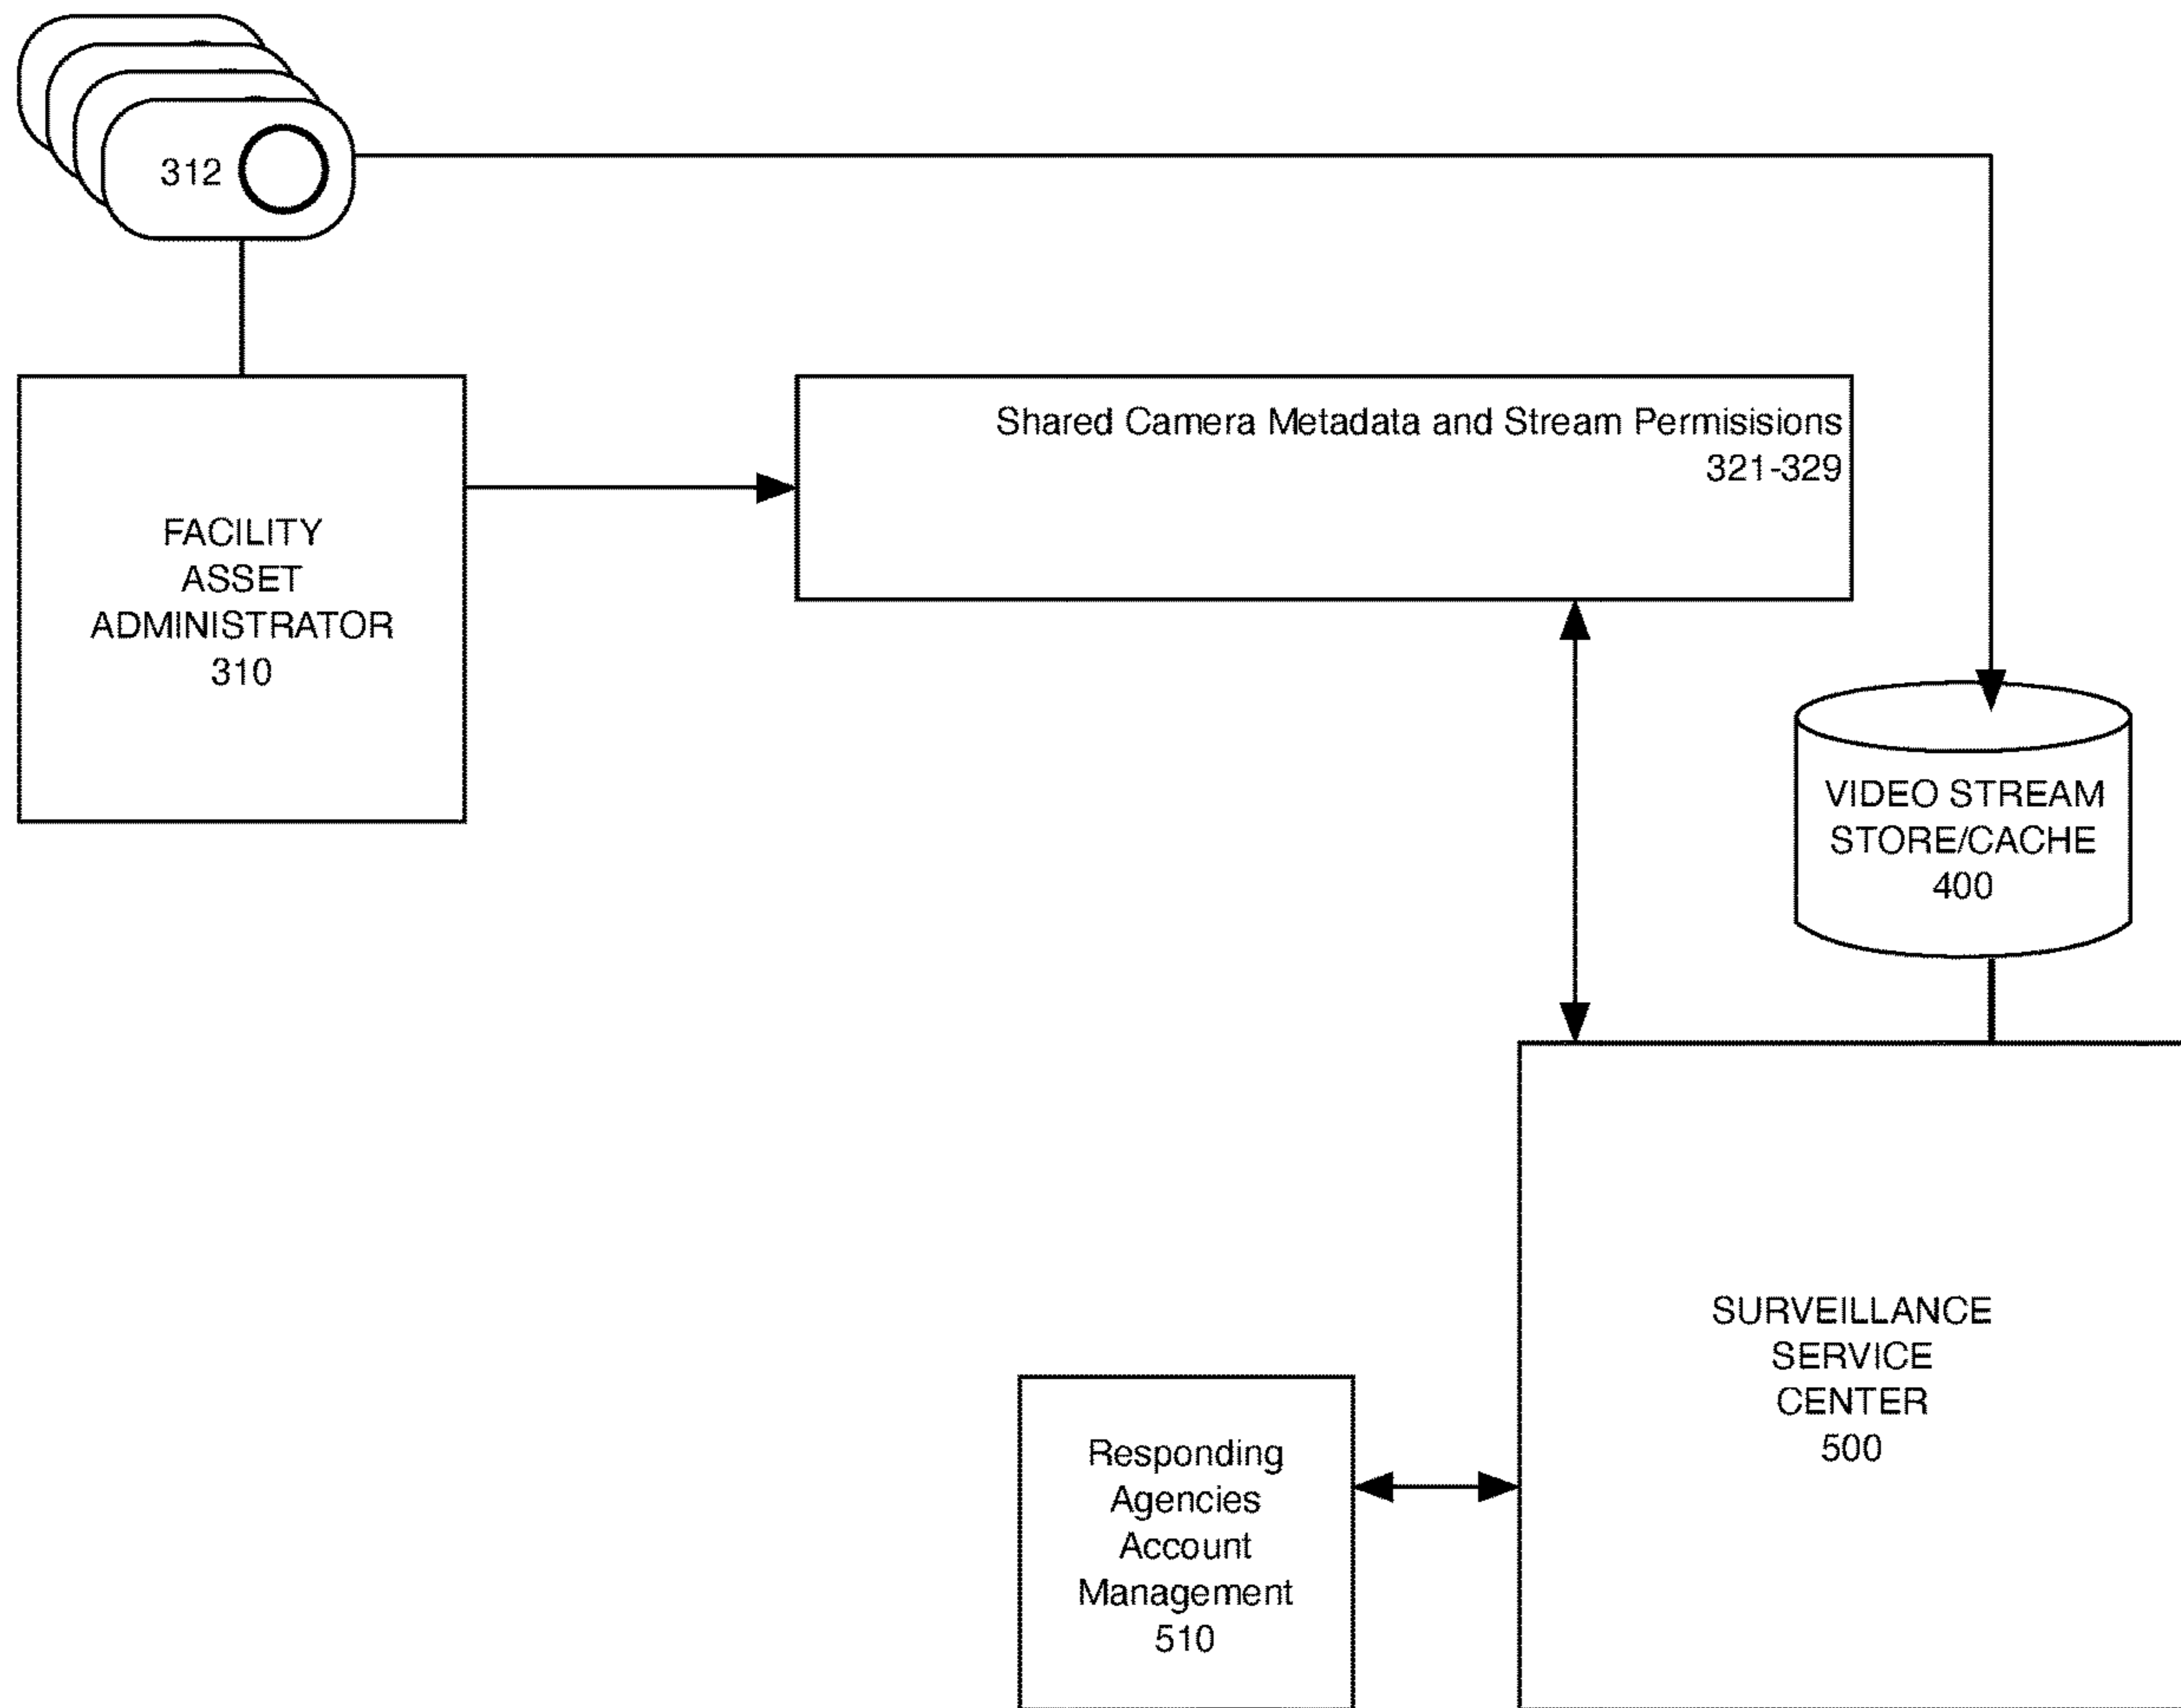 312
Shared Camera Metadata and Stream Permisisions
321-329
FACILITY
ASSET
ADMINISTRATOR
310
VIDEO STREAM
STORE/CACHE
400
SURVEILLANCE
SERVICE
CENTER
500
Responding
Agencies
Account
Management
510